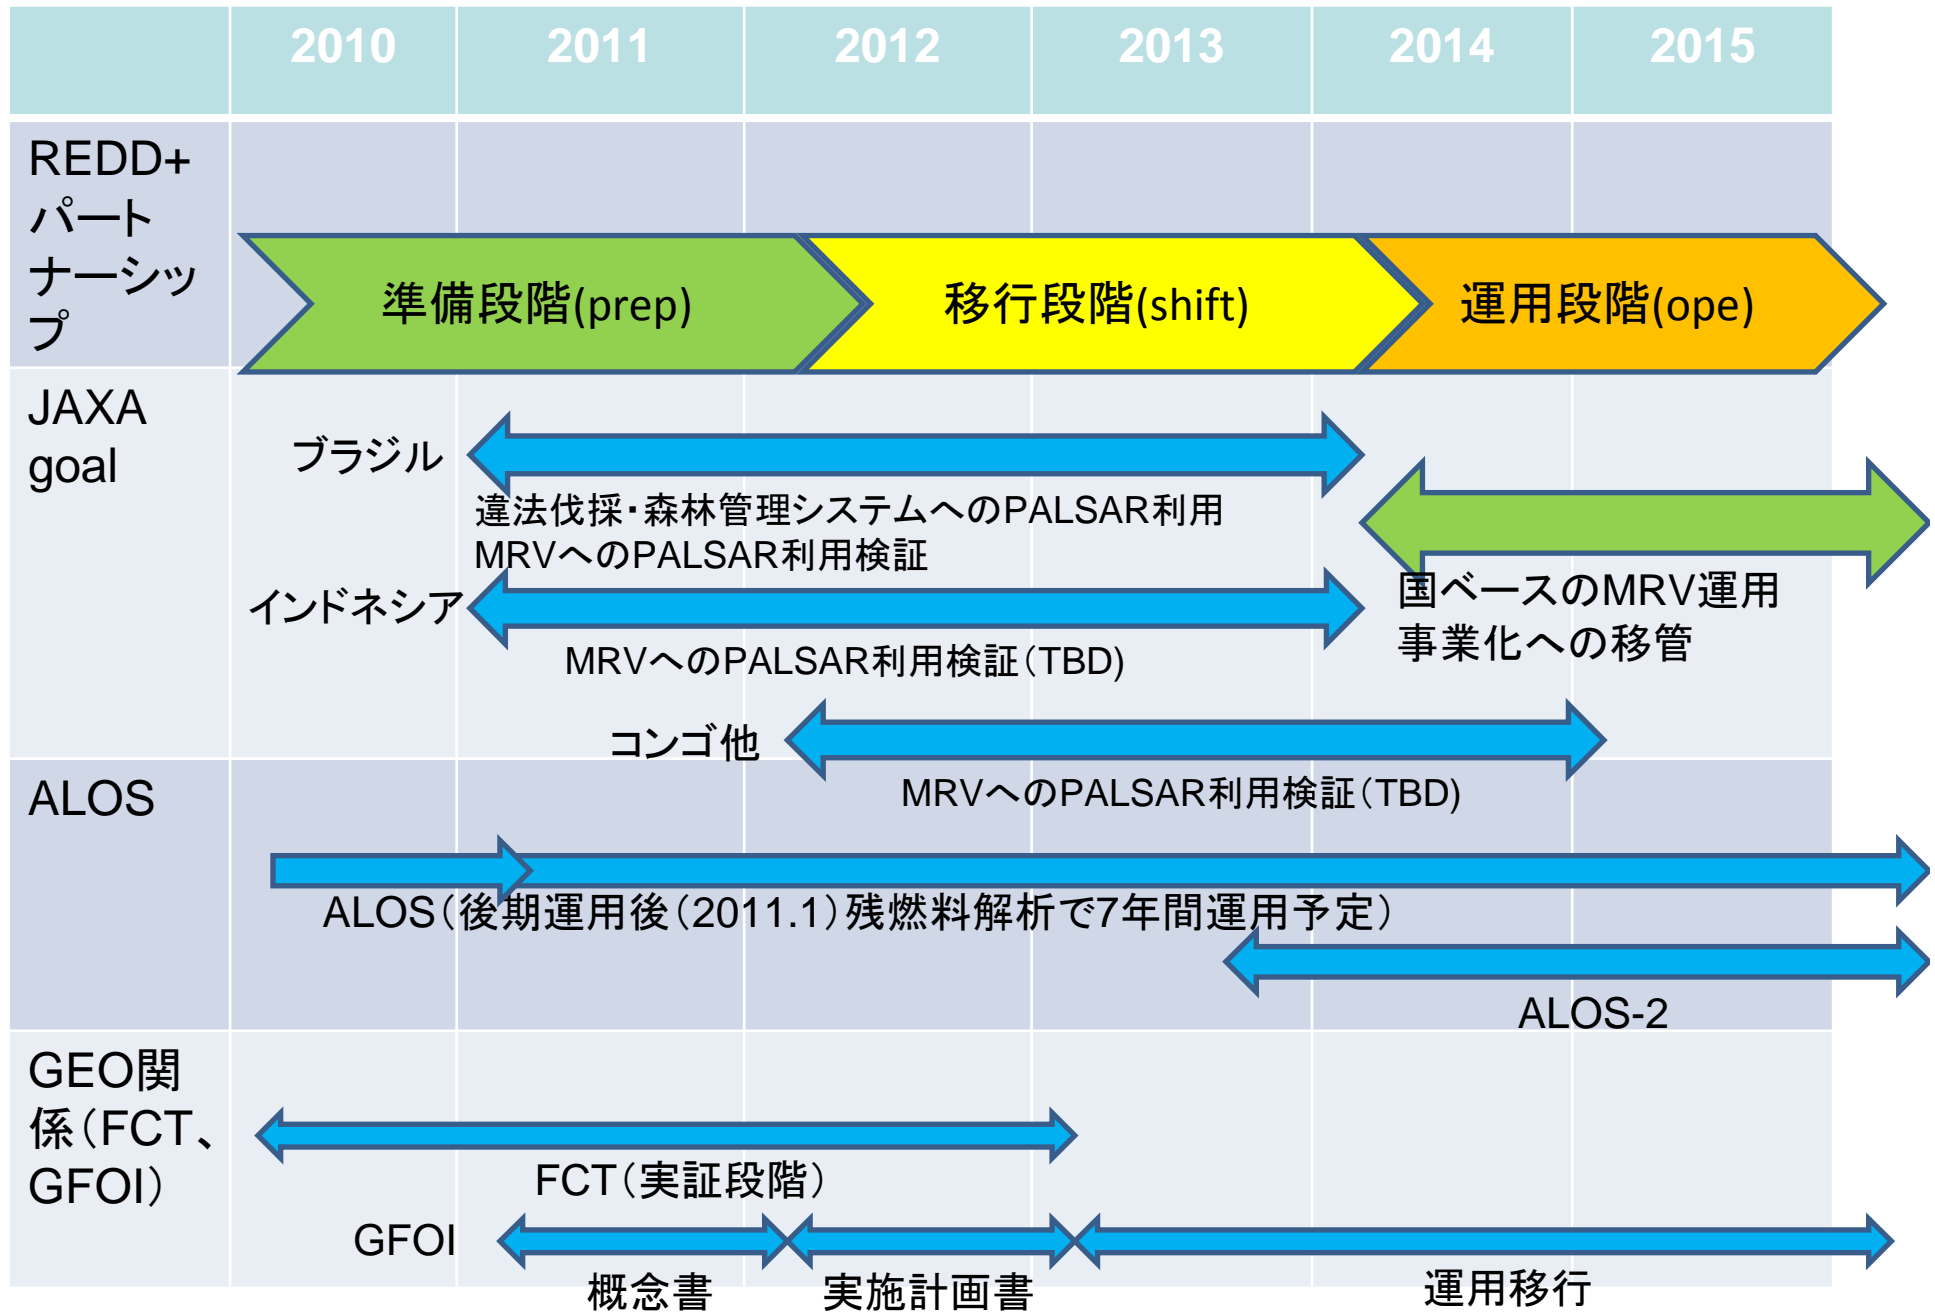 2010 2011 2012 2013 2014 2015
REDD+
パート
ナーシッ
プ
準備段階(prep)
移行段階(shift)
運用段階(ope)
JAXA
goal
ブラジル
違法伐採・森林管理システムへのPALSAR利用
MRVへのPALSAR利用検証
インドネシア
MRVへのPALSAR利用検証（TBD)
国ベースのMRV運用
事業化への移管
コンゴ他
MRVへのPALSAR利用検証（TBD)
ALOS
ALOS（後期運用後（2011.1）残燃料解析で7年間運用予定）
ALOS-2
GEO関
係（FCT、
GFOI）
FCT（実証段階）
GFOI
概念書
実施計画書
運用移行